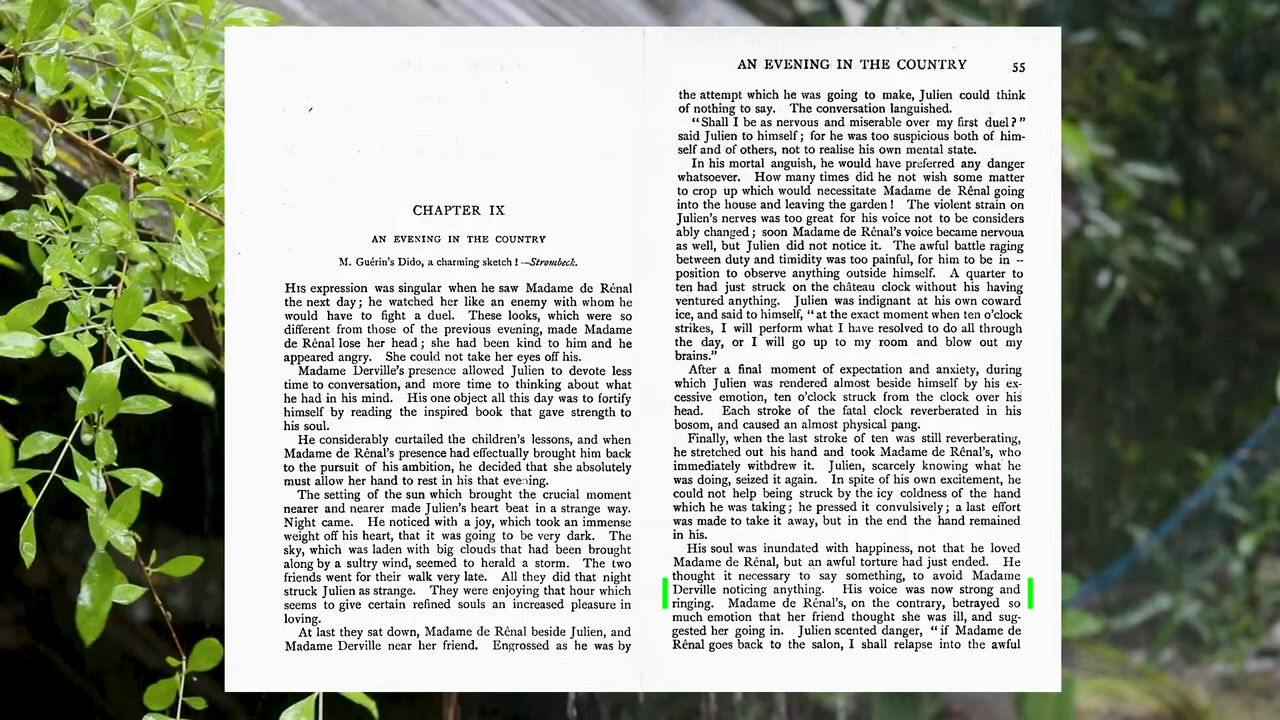 CHAPTER IX
AN EVENING IN THE COUNTRY
M. Guérin's Dido, a charming sketch !—Strombeck.
HIS expression was singular when he saw Madame de Rênal
the next day ; he watched her like an enemy with whom he
would have to fight a duel. These looks, which were so
different from those of the previous evening, made Madame
de Rênal lose her head ; she had been kind to him and he
appeared angry. She could not take her eyes off his.
Madame Derville's presence allowed Julien to devote less
time to conversation, and more time to thinking about what
he had in his mind. His one object all this day was to fortify
himself by reading the inspired book that gave strength to
his soul.
He considerably curtailed the children's lessons, and when
Madame de Rênal's presence had effectually brought him back
to the pursuit of his ambition, he decided that she absolutely
must allow her hand to rest in his that evening.
The setting of the sun which brought the crucial moment
nearer and nearer made Julien's heart beat in a strange way.
Night came. He noticed with a joy, which took an immense
weight off his heart, that it was going to be very dark. The
sky, which was laden with big clouds that had been brought
along by a sultry wind, seemed to herald a storm. The two
friends went for their walk very late. All they did that night
struck Julien as strange. They were enjoying that hour which
seems to give certain refined souls an increased pleasure in
loving.
At last they sat down, Madame de Rênal beside Julien, and
Madame Derville near her friend. Engrossed as he was by
AN EVENING IN THE COUNTRY 55
the attempt which he was going to make, Julien could think
of nothing to say. The conversation languished.
" Shall I be as nervous and miserable over my first duel ? "
said Julien to himself ; for he was too suspicious both of him-
self and of others, not to realise his own mental state.
In his mortal anguish, he would have preferred any danger
whatsoever. How many times did he not wish some matter
to crop up which would necessitate Madame de Rênal going
into the house and leaving the garden ! The violent strain on
Julien's nerves was too great for his voice not to be considers
ably changed ; soon Madame de Rênal's voice became nervoua
as well, but Julien did not notice it. The awful battle raging
between duty and timidity was too painful, for him to be in --
position to observe anything outside himself. A quarter to
ten had just struck on the château clock without his having
ventured anything. Julien was indignant at his own coward
ice, and said to himself, " at the exact moment when ten o'clock
strikes, I will perform what I have resolved to do all through
the day, or I will go up to my room and blow out my
brains."
After a final moment of expectation and anxiety, during
which Julien was rendered almost beside himself by his ex-
cessive emotion, ten o'clock struck from the clock over his
head. Each stroke of the fatal clock reverberated in his
bosom, and caused an almost physical pang.
Finally, when the last stroke of ten was still reverberating,
he stretched out his hand and took Madame de Rênal's, who
immediately withdrew it. Julien, scarcely knowing what he
was doing, seized it again. In spite of his own excitement, he
could not help being struck by the icy coldness of the hand
which he was taking ; he pressed it convulsively ; a last effort
was made to take it away, but in the end the hand remained
in his.
His soul was inundated with happiness, not that he loved
Madame de Rênal, but an awful torture had just ended. He
thought it necessary to say something, to avoid Madame
Derville noticing anything. His voice was now strong and
ringing. Madame de Rênal's, on the contrary, betrayed so
much emotion that her friend thought she was ill, and sug-
gested her going in. Julien scented danger, " if Madame de
Rênal goes back to the salon, I shall relapse into the awful